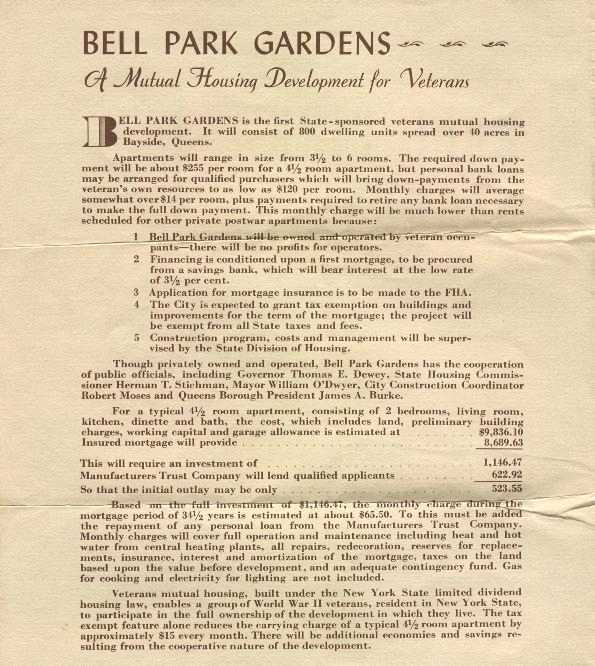 BELL PARK GARDENS
A Mutual Housing Development for Veterans
BELL PARK GARDENS is the first State-sponsored veterans mutual housing
development. It will consist of 800 dwelling units spread over 40 acres in
Bayside, Queens.
Apartments will range in size from 3½ to 6 rooms. The required down pay-
ment will be about $255 per room for a 4½ room apartment, but personal bank loans
may be arranged for qualified purchasers which will bring down-payments from the
veteran's own resources to as low as $120 per room. Monthly charges will average
somewhat over $14 per room, plus payments required to retire any bank loan necessary
to make the full down payment. This monthly charge will be much lower than rents
scheduled for other private postwar apartments because:
1 Bell Park Gardens will be owned and operated by veteran occu-
pants—there will be no profits for operators.
2 Financing is conditioned upon a first mortgage, to be procured
from a savings bank, which will bear interest at the low rate
of 3½ per cent.
3 Application for mortgage insurance is to be made to the FHA.
4 The City is expected to grant tax exemption on buildings and
improvements for the term of the mortgage; the project will
be exempt from all State taxes and fees.
5 Construction program, costs and management will be super-
vised by the State Division of Housing.
Though privately owned and operated, Bell Park Gardens has the cooperation
of public officials, including Governor Thomas E. Dewey, State Housing Commis-
sioner Herman T. Stichman, Mayor William O'Dwyer, City Construction Coordinator
Robert Moses and Queens Borough President James A. Burke.
For a typical 4½ room apartment, consisting of 2 bedrooms, living room,
kitchen, dinette and bath, the cost, which includes land, preliminary building
charges, working capital and garage allowance is estimated at $9,836.10
Insured mortgage will provide 8,689.63
This will require an investment of 1,146.47
Manufacturers Trust Company will lend qualified applicants 622.92
So that the initial outlay may be only 523.55
Based on the full investment of $1,146.47, the monthly charge during the
mortgage period of 34½ years is estimated at about $65.50. To this must be added
the repayment of any personal loan from the Manufacturers Trust Company.
Monthly charges will cover full operation and maintenance including heat and hot
water from central heating plants, all repairs, redecoration, reserves for replace-
ments, insurance, interest and amortization of the mortgage, taxes on the land
based upon the value before development, and an adequate contingency fund. Gas
for cooking and electricity for lighting are not included.
Veterans mutual housing, built under the New York State limited dividend
housing law, enables a group of World War II veterans, resident in New York State,
to participate in the full ownership of the development in which they live. The tax
exempt feature alone reduces the carrying charge of a typical 4½ room apartment by
approximately $15 every month. There will be additional economies and savings re-
sulting from the cooperative nature of the development.